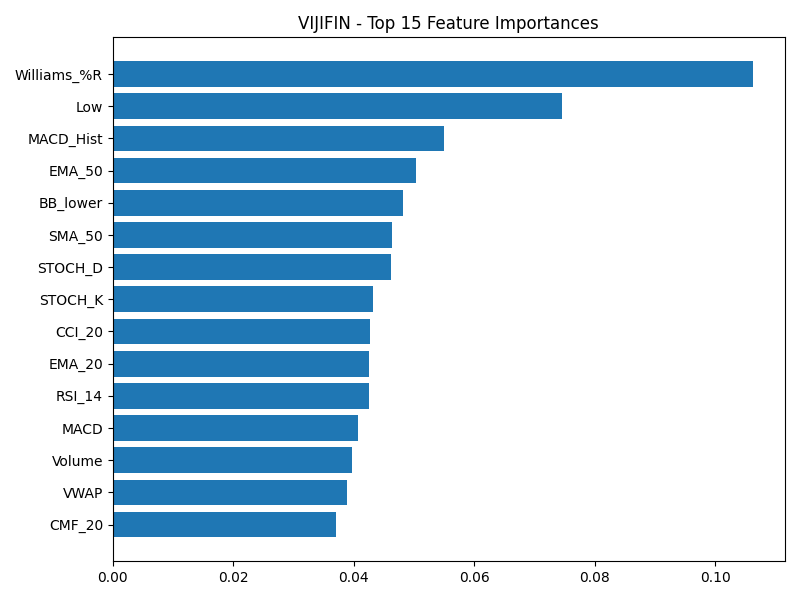 VIJIFIN - Top 15 Feature Importances
Williams_%R
Low
MACD_Hist
EMA_50
BB_lower
SMA_50
STOCH_D
STOCH_K
CCI_20
EMA_20
RSI_14
MACD
Volume
VWAP
CMF_20
0.00 0.02 0.04 0.06 0.08 0.10